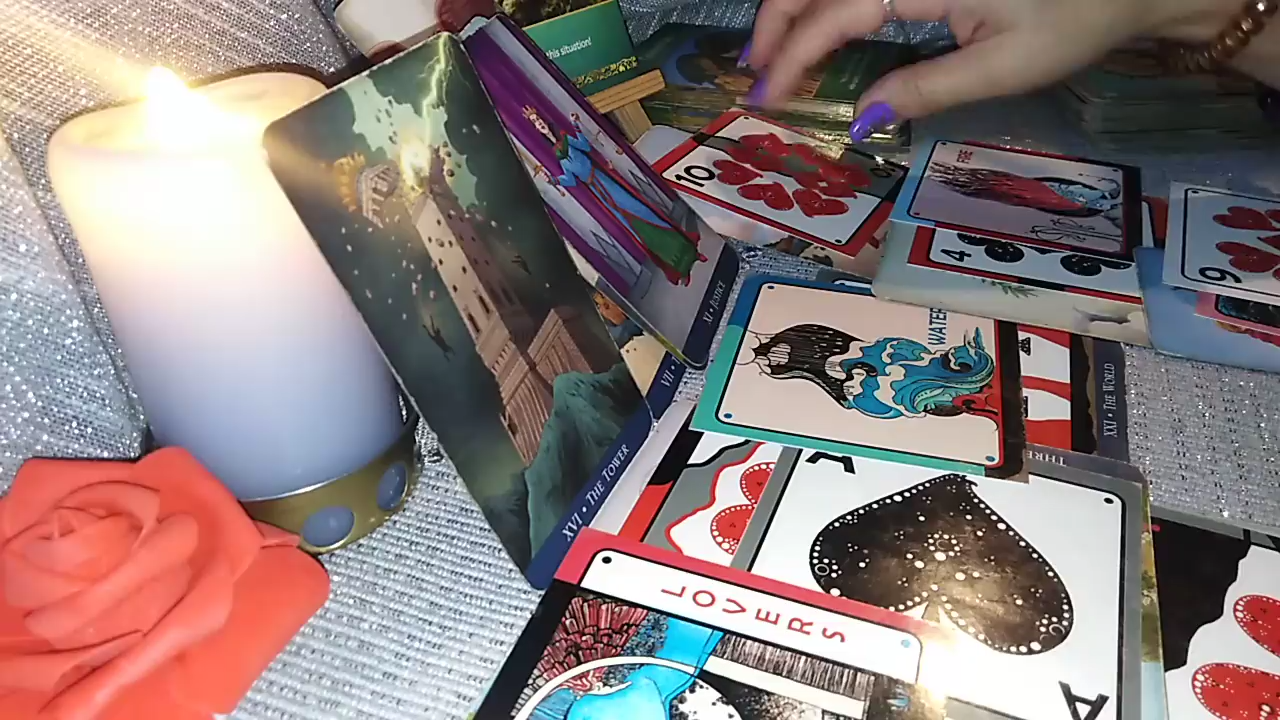 this situation!
10
FIRE
4
9
XI • JUSTICE
VII •
WATER
XXI • THE WORLD
THREE
XVI • THE TOWER
A
LOVERS
A